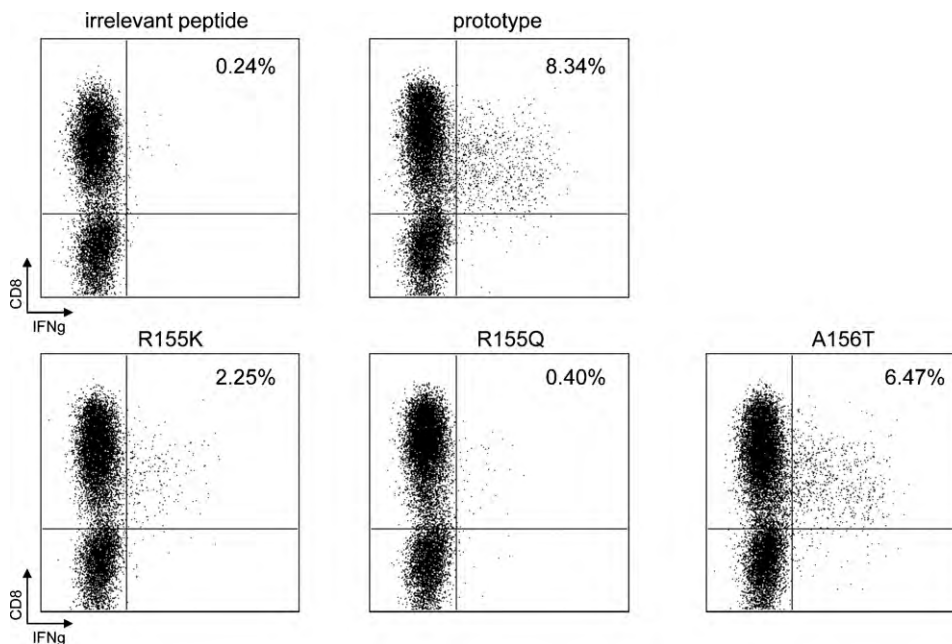 irrelevant peptide
prototype
0.24%
8.34%
CD8
IFNg
R155K
R155Q
A156T
2.25%
0.40%
6.47%
CD8
IFNg